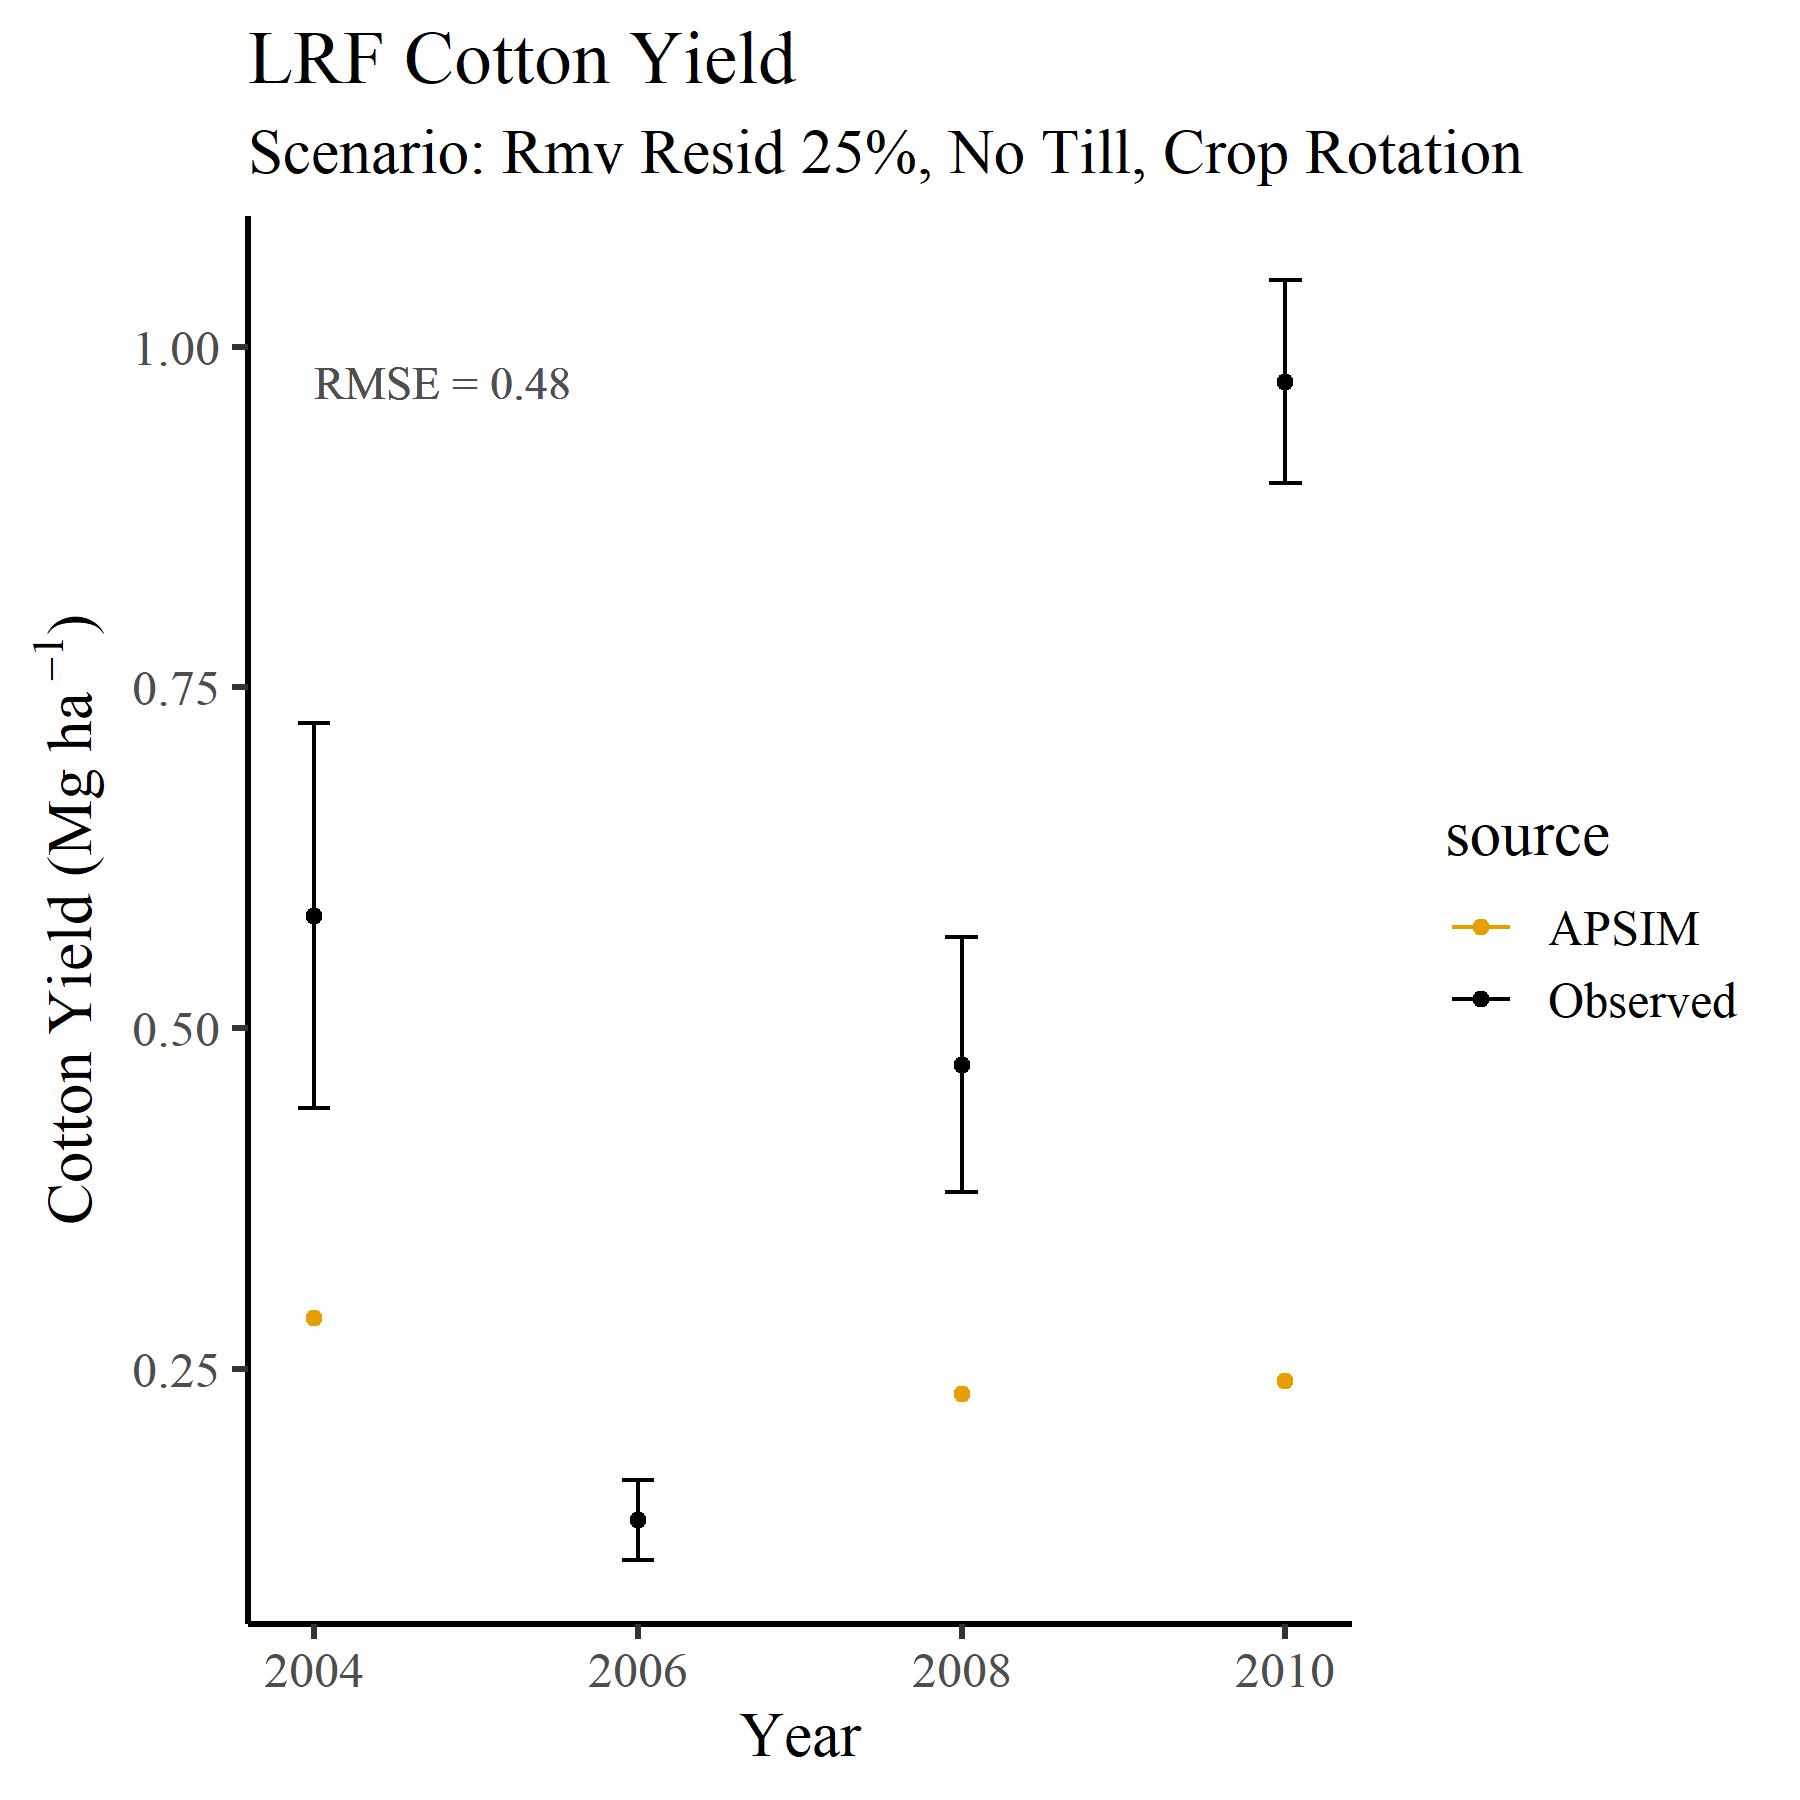 LRF Cotton Yield
Scenario: Rmv Resid 25%, No Till, Crop Rotation
Cotton Yield (Mg ha⁻¹)
1.00
0.75
0.50
0.25
RMSE = 0.48
source
APSIM
Observed
2004 2006 2008 2010
Year